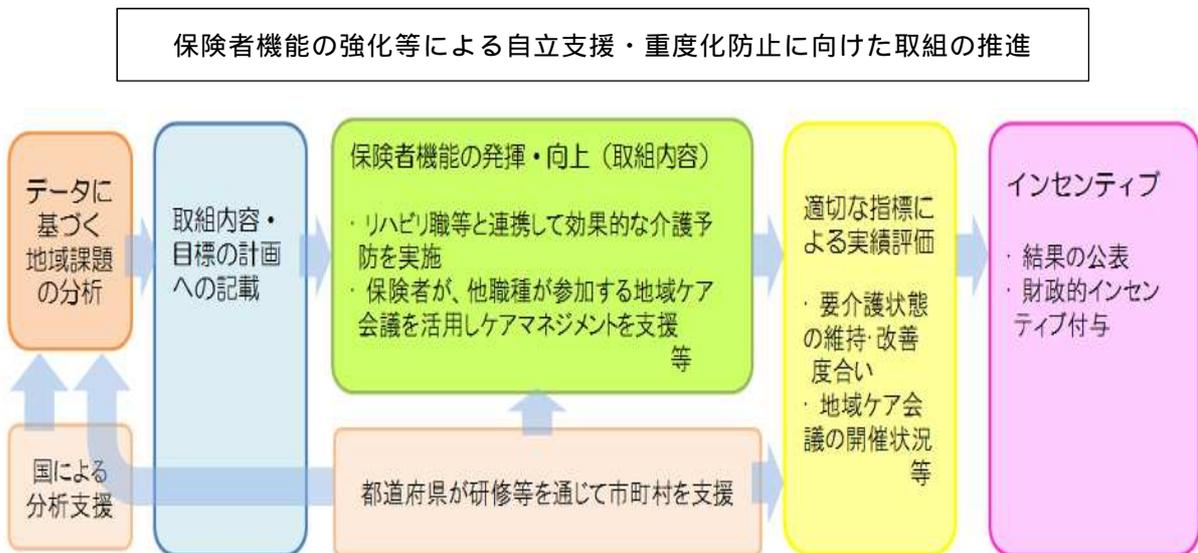 保険者機能の強化等による自立支援・重度化防止に向けた取組の推進
データに
基づく
地域課題
の分析
取組内容・
目標の計画
への記載
保険者機能の発揮・向上（取組内容）
・リハビリ職等と連携して効果的な介護予
防を実施
・保険者が、他職種が参加する地域ケア
会議を活用しケアマネジメントを支援
等
適切な指標に
よる実績評価
・要介護状態
の維持・改善
度合い
・地域ケア会
議の開催状況
等
インセンティブ
・結果の公表
・財政的インセン
ティブ付与
国による
分析支援
都道府県が研修等を通じて市町村を支援